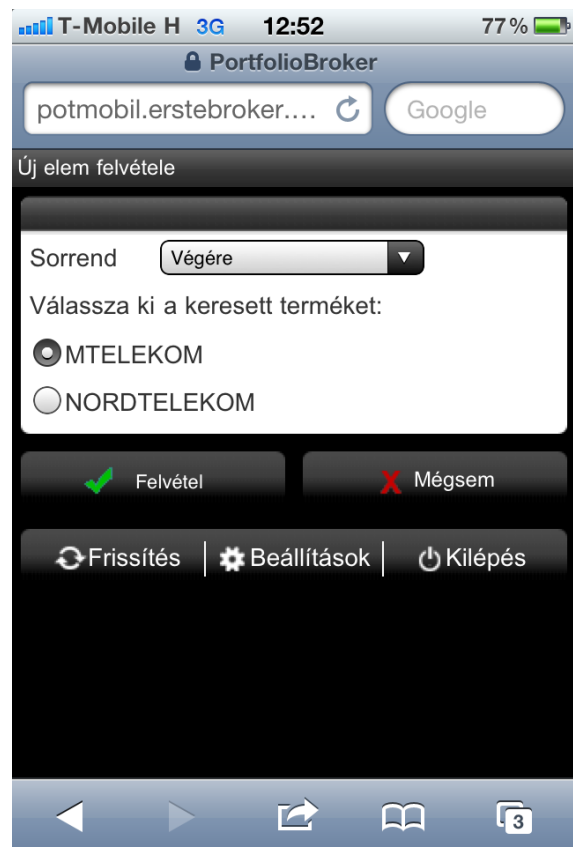 T-Mobile H 3G 12:52 77 %
PortfolioBroker
potmobil.erstebroker.... Google
Új elem felvétele
Sorrend Végére
Válassza ki a keresett terméket:
MTELEKOM
NORDTELEKOM
Felvétel Mégsem
Frissítés Beállítások Kilépés
3